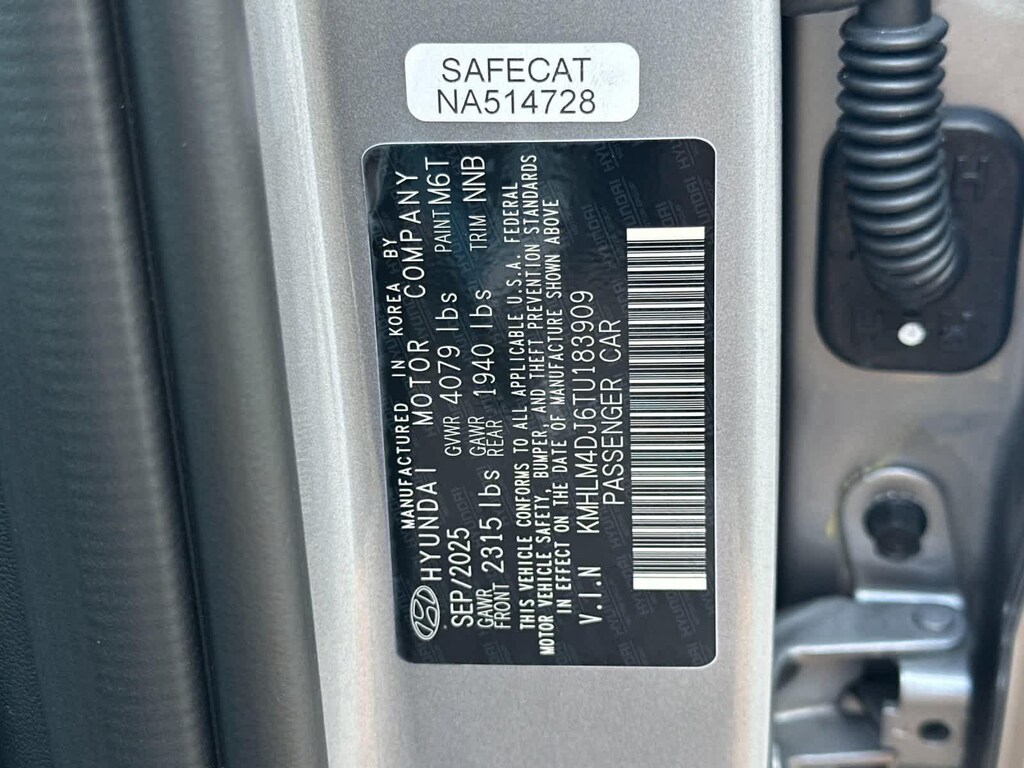 SAFECAT
NA514728
MANUFACTURED IN KOREA BY
HYUNDAI MOTOR COMPANY
SEP/2025 GVWR 4079 lbs PAINT M6T
GAWR FRONT 2315 lbs GAWR REAR 1940 lbs TRIM NNB
THIS VEHICLE CONFORMS TO ALL APPLICABLE U.S.A. FEDERAL
MOTOR VEHICLE SAFETY, BUMPER, AND THEFT PREVENTION STANDARDS
IN EFFECT ON THE DATE OF MANUFACTURE SHOWN ABOVE
V.I.N KMHLM4DJ6TU183909
PASSENGER CAR